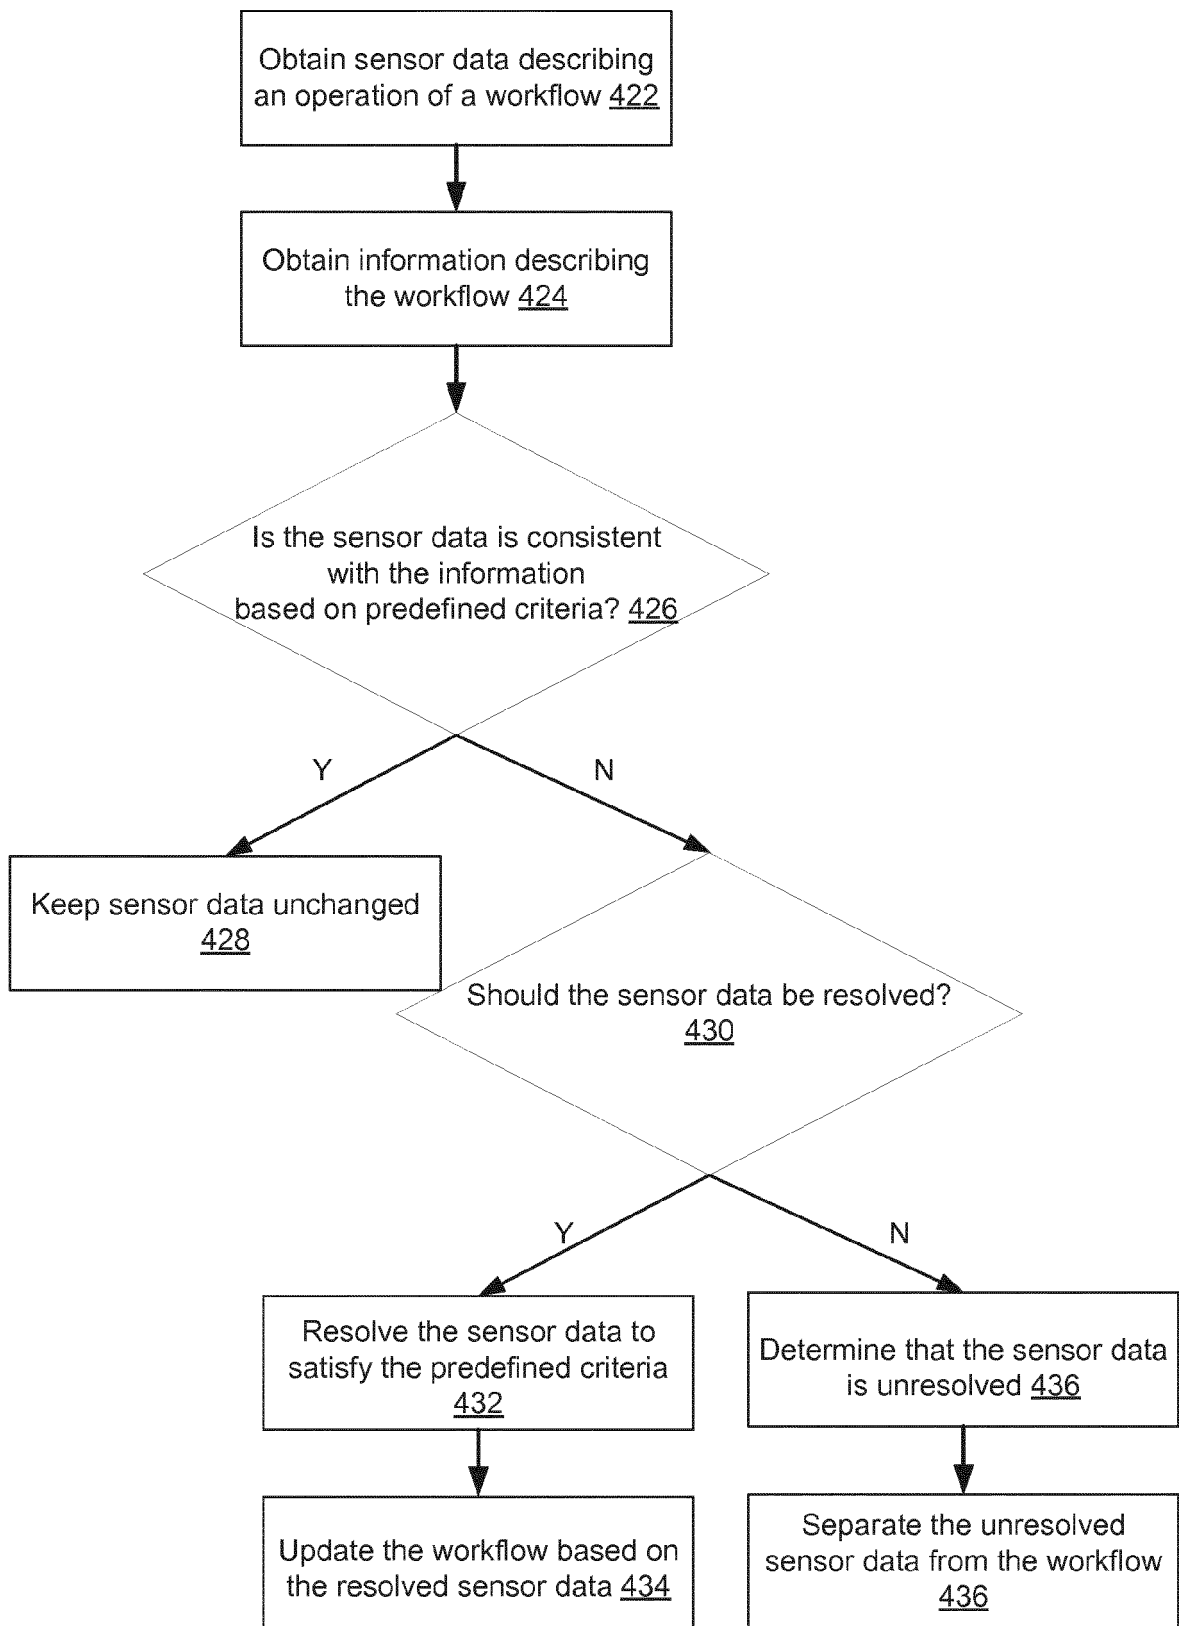 Obtain sensor data describing
an operation of a workflow 422
Obtain information describing
the workflow 424
Is the sensor data is consistent
with the information
based on predefined criteria? 426
Y
N
Keep sensor data unchanged
428
Should the sensor data be resolved?
430
Y
N
Resolve the sensor data to
satisfy the predefined criteria
432
Determine that the sensor data
is unresolved 436
Update the workflow based on
the resolved sensor data 434
Separate the unresolved
sensor data from the workflow
436